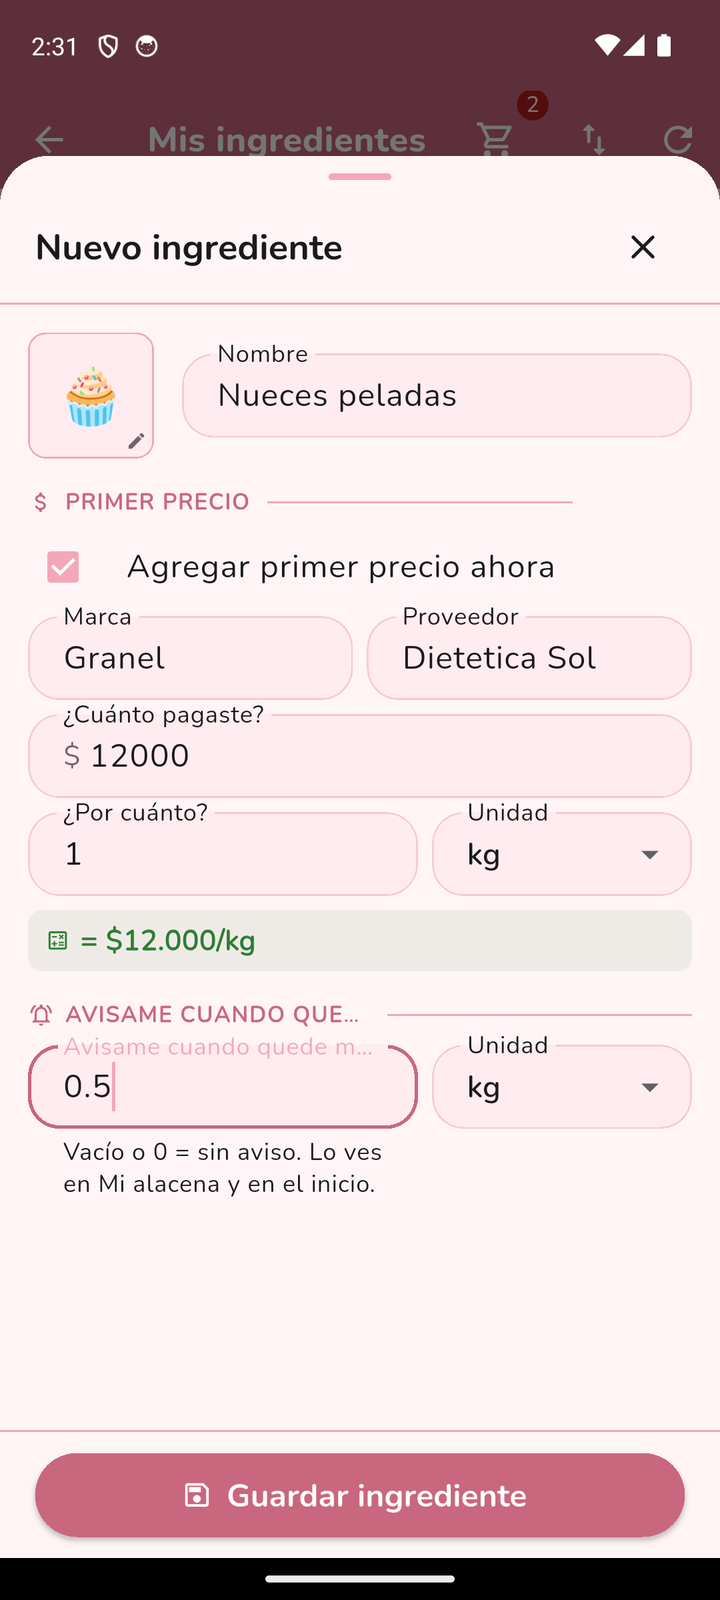 2:31
2
Mis ingredientes
Nuevo ingrediente
Nombre
Nueces peladas
$ PRIMER PRECIO
Agregar primer precio ahora
Marca
Granel
Proveedor
Dietetica Sol
¿Cuánto pagaste?
$ 12000
¿Por cuánto?
1
Unidad
kg
= $12.000/kg
AVISAME CUANDO QUE...
Avisame cuando quede m...
0.5
Unidad
kg
Vacío o 0 = sin aviso. Lo ves
en Mi alacena y en el inicio.
Guardar ingrediente